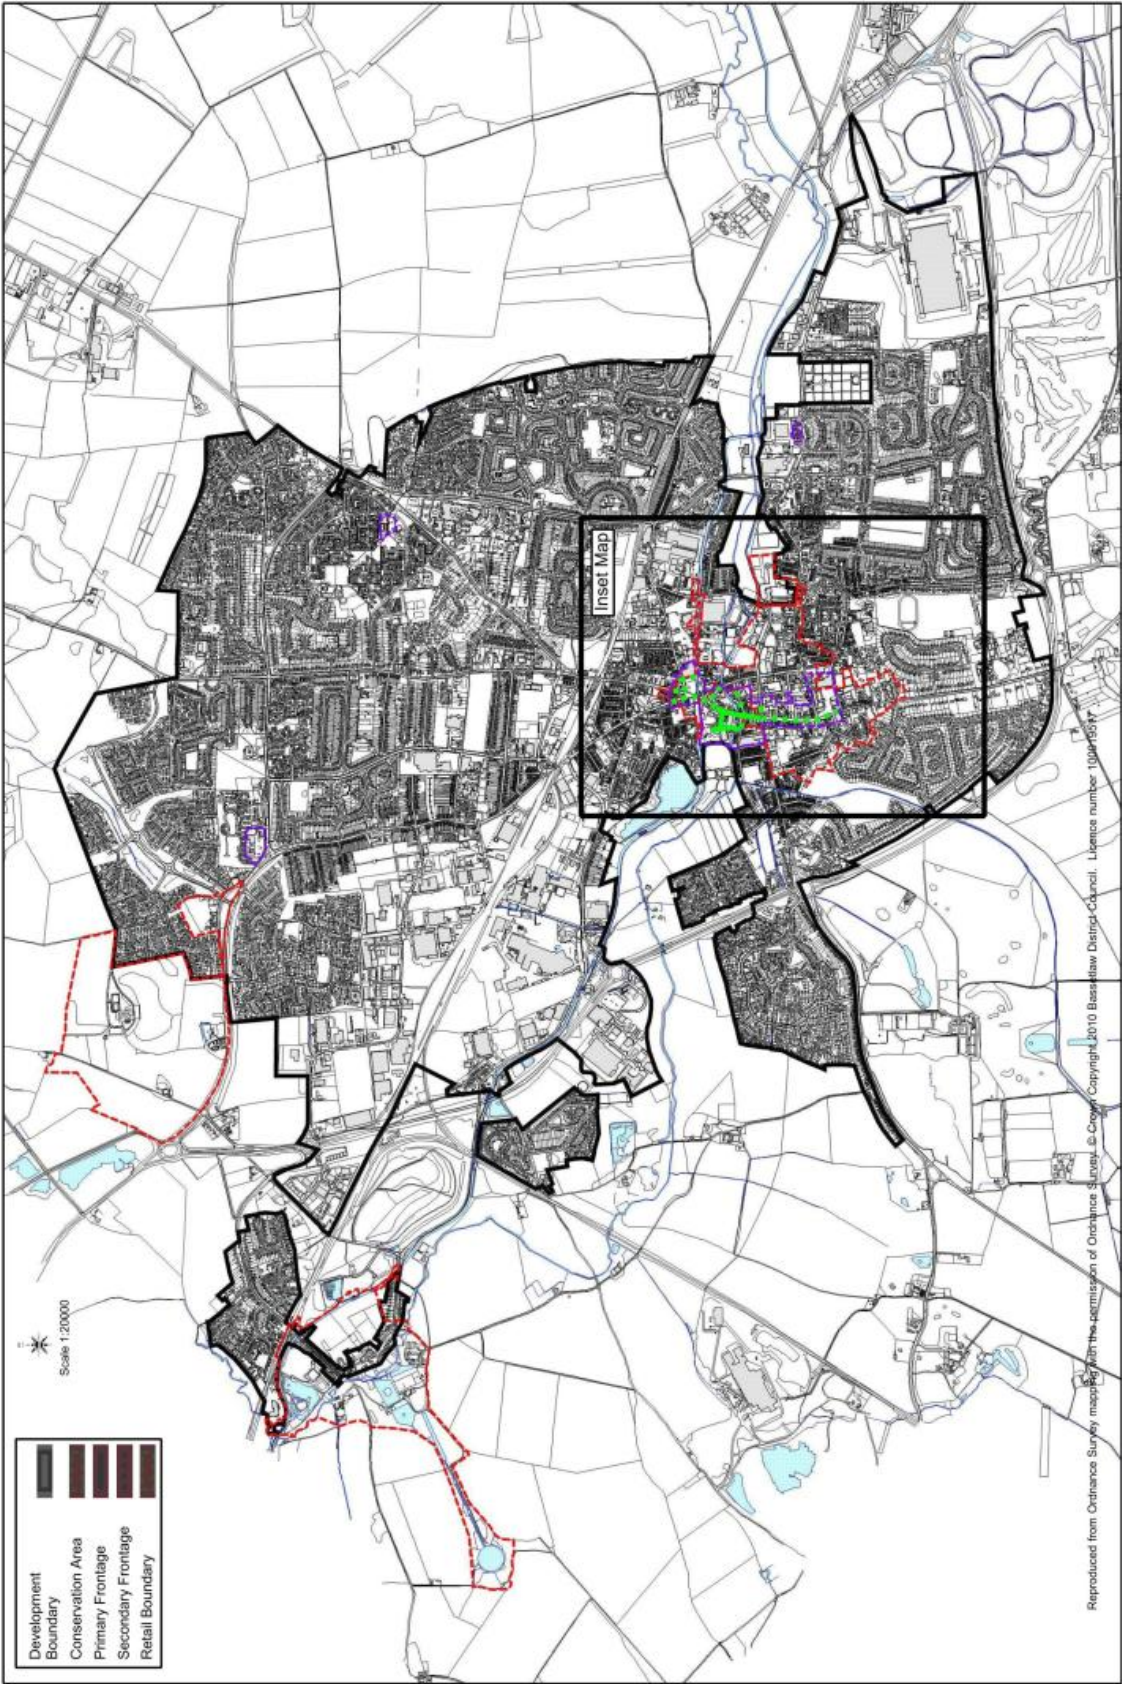 Development
Boundary
Conservation Area
Primary Frontage
Secondary Frontage
Retail Boundary
Scale 1:20000
Inset Map
Reproduced from Ordnance Survey mapping with the permission of Ordnance Survey © Crown Copyright 2010 Bassetlaw District Council. Licence number